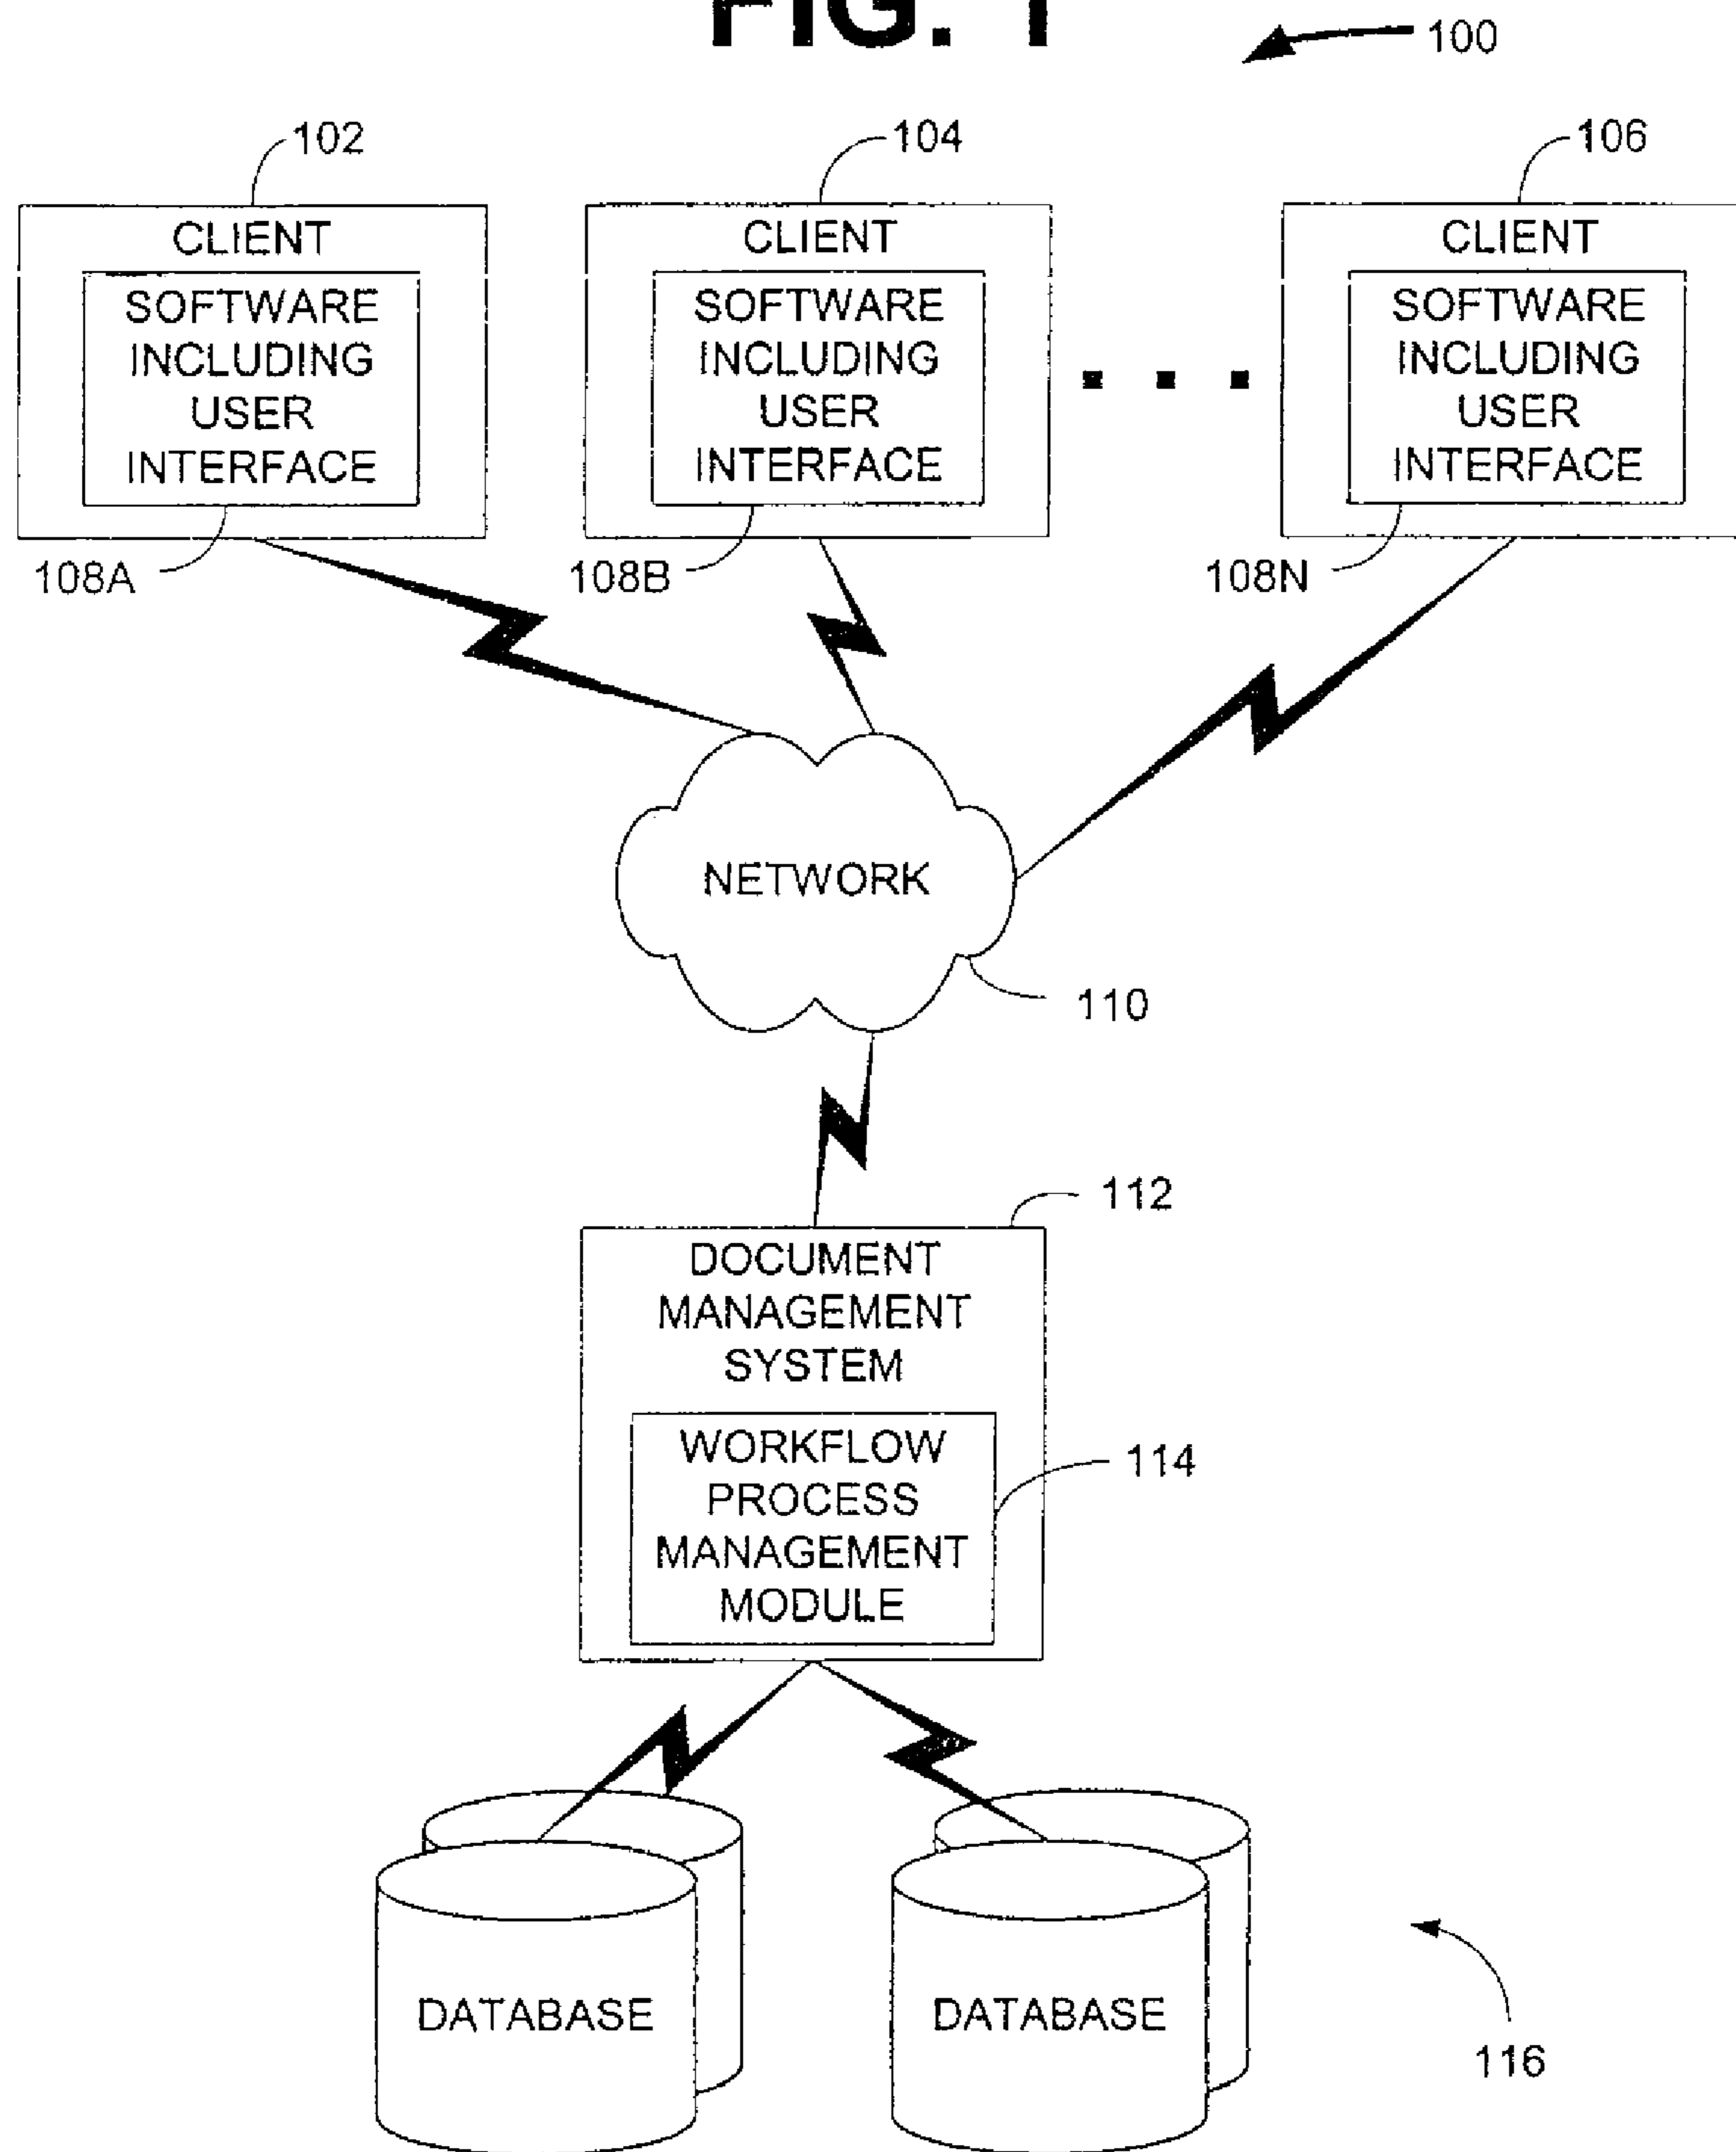 FIG. 1
100
102
104
106
CLIENT
SOFTWARE
INCLUDING
USER
INTERFACE
CLIENT
SOFTWARE
INCLUDING
USER
INTERFACE
CLIENT
SOFTWARE
INCLUDING
USER
INTERFACE
108A
108B
108N
NETWORK
110
112
DOCUMENT
MANAGEMENT
SYSTEM
WORKFLOW
PROCESS
MANAGEMENT
MODULE
114
DATABASE
DATABASE
116